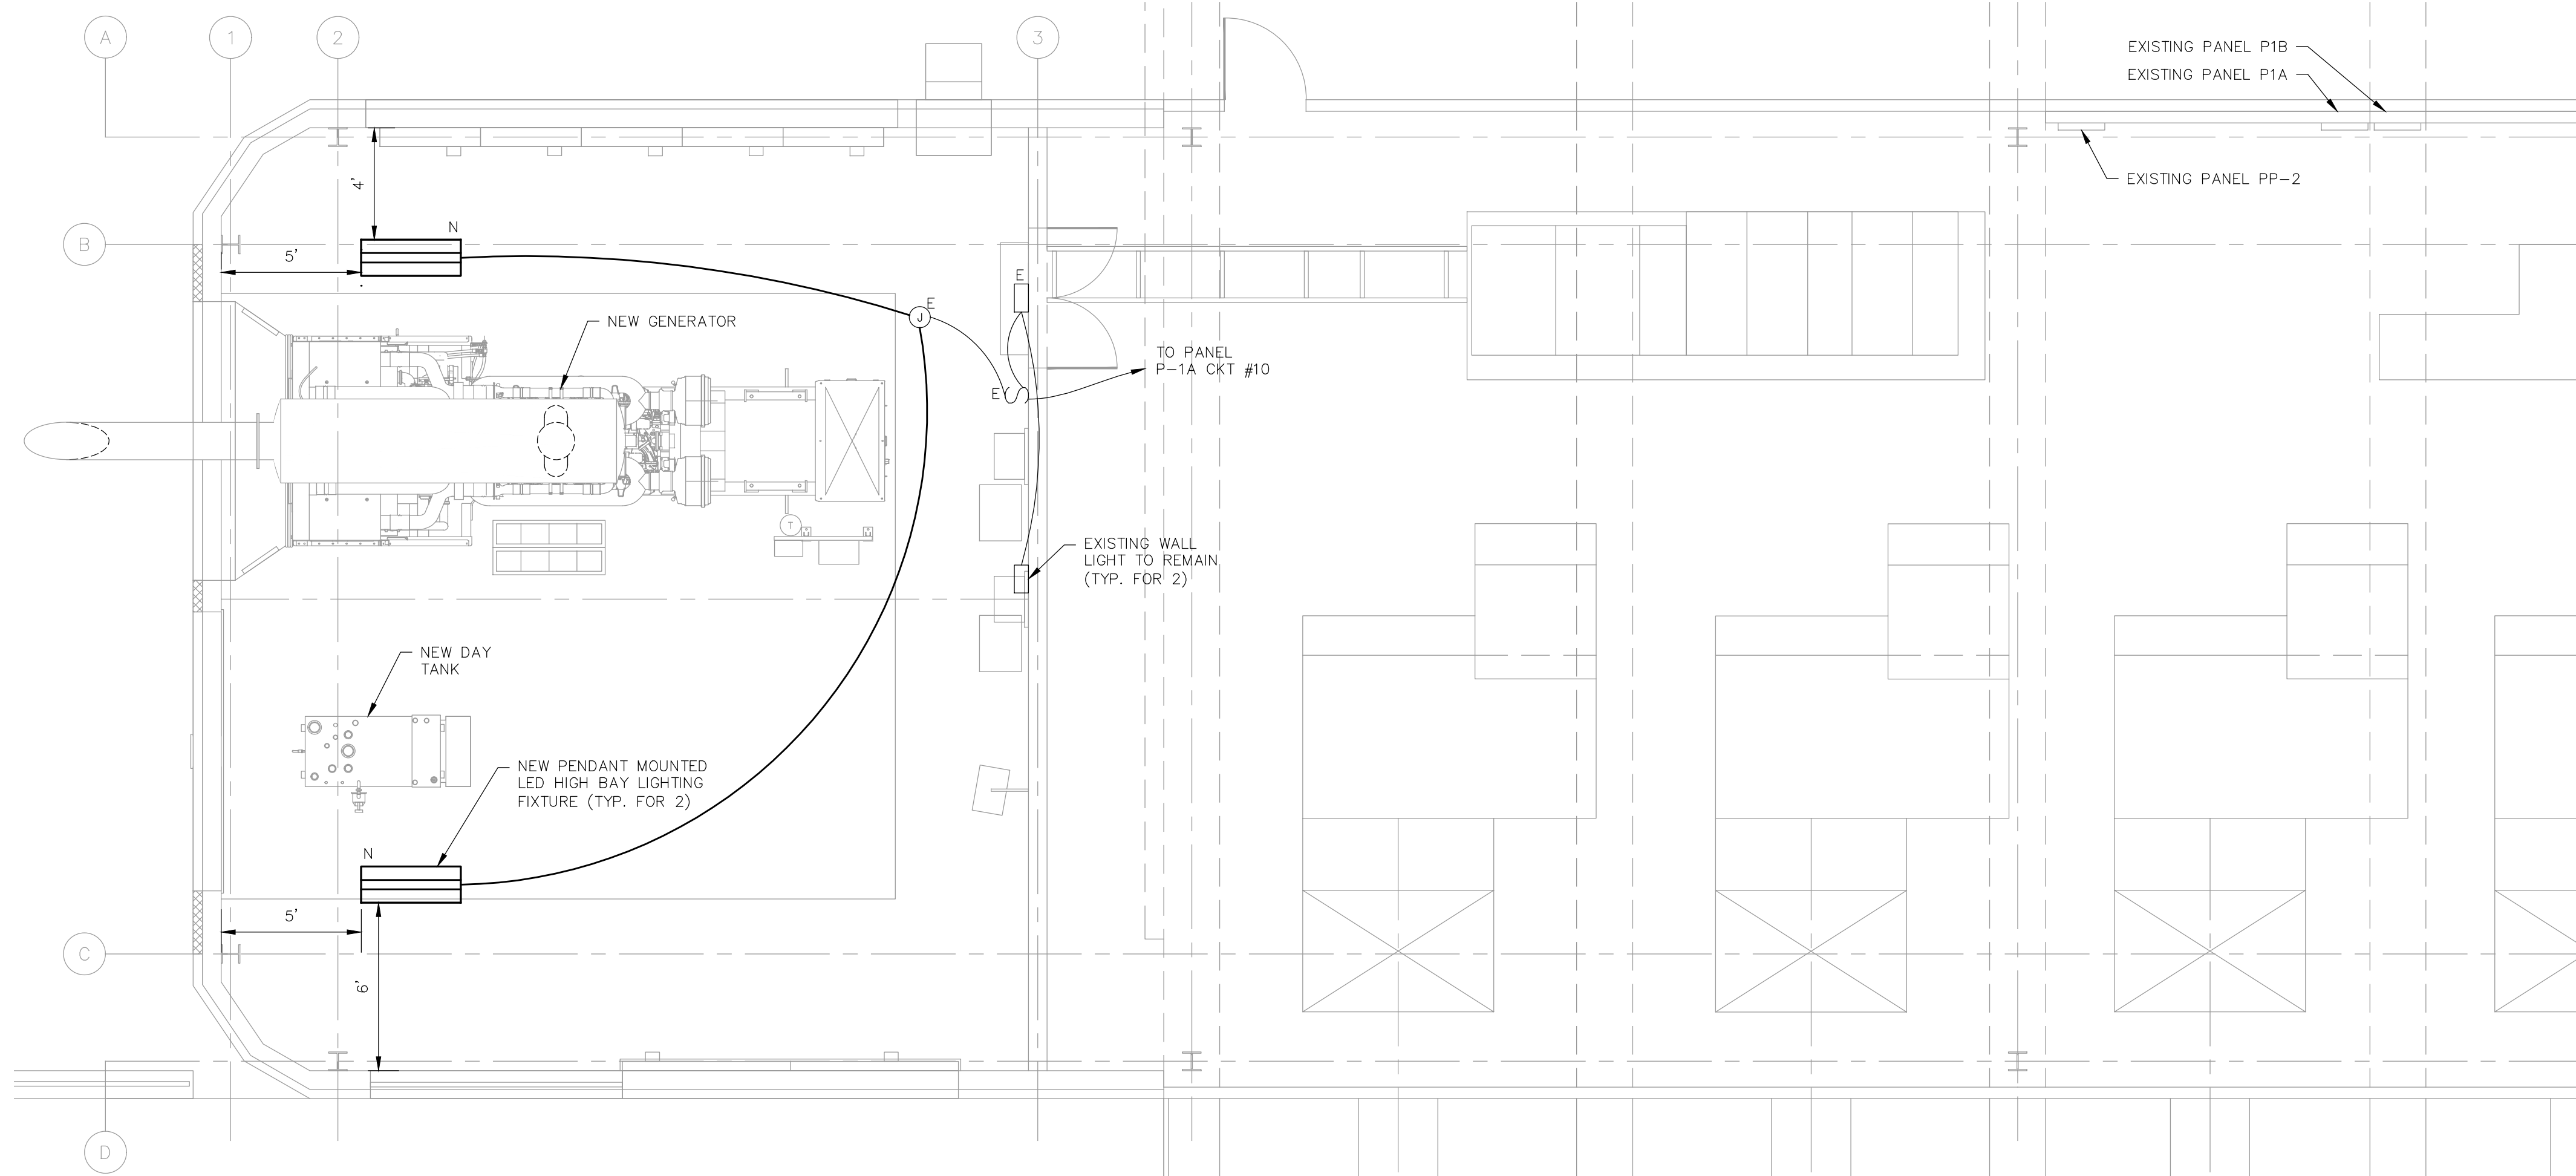 A
1
2
3
EXISTING PANEL P1B
EXISTING PANEL P1A
EXISTING PANEL PP-2
4'
B
N
5'
E
E
J
NEW GENERATOR
TO PANEL
P-1A CKT #10
E
T
EXISTING WALL
LIGHT TO REMAIN
(TYP. FOR 2)
NEW DAY
TANK
NEW PENDANT MOUNTED
LED HIGH BAY LIGHTING
FIXTURE (TYP. FOR 2)
N
5'
C
6'
D